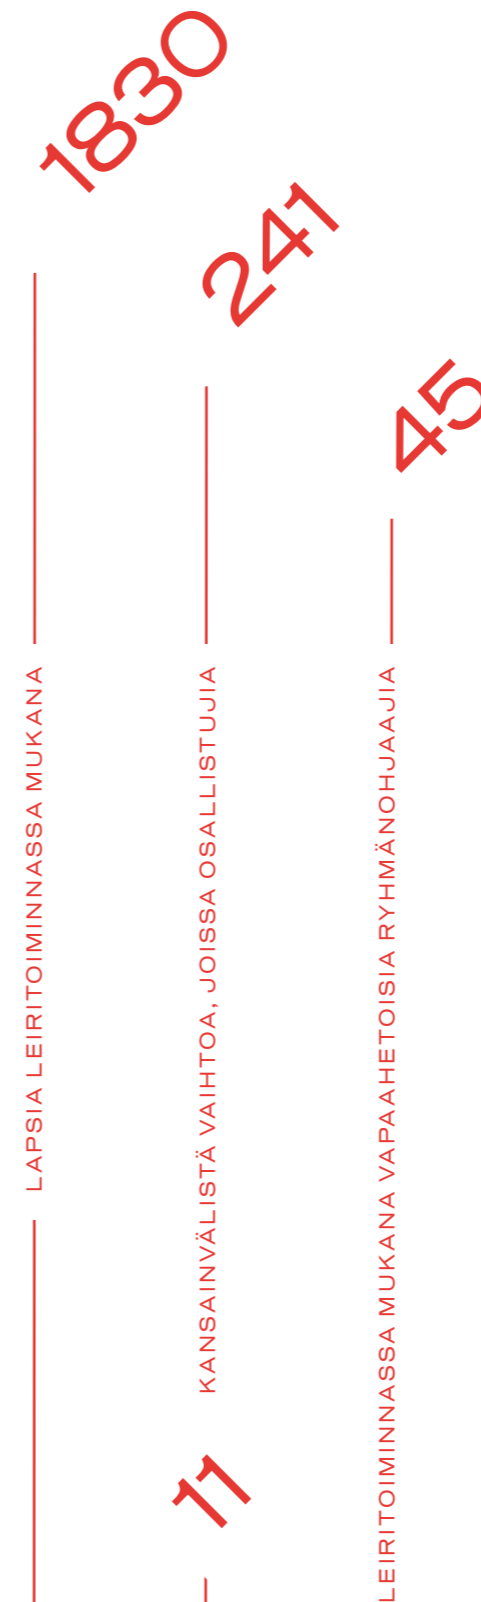 LAPSIA LEIRITOIMINNASSA MUKANA
1830
11
KANSAINVÄLISTÄ VAIHTOA, JOISSA OSALLISTUJIA
241
LEIRITOIMINNASSA MUKANA VAPAAHETOISIA RYHMÄNOHJAAJIA
45